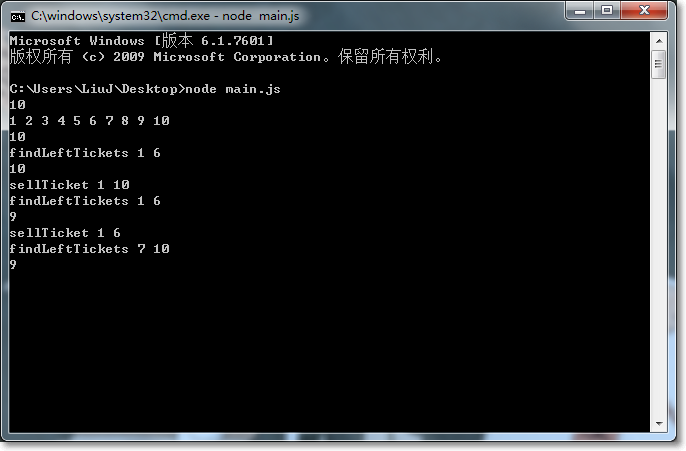 C:\windows\system32\cmd.exe - node  main.js
Microsoft Windows [版本 6.1.7601]
版权所有 (c) 2009 Microsoft Corporation。保留所有权利。
C:\Users\LiuJ\Desktop>node main.js
10
1 2 3 4 5 6 7 8 9 10
10
findLeftTickets 1 6
10
sellTicket 1 10
findLeftTickets 1 6
9
sellTicket 1 6
findLeftTickets 7 10
9